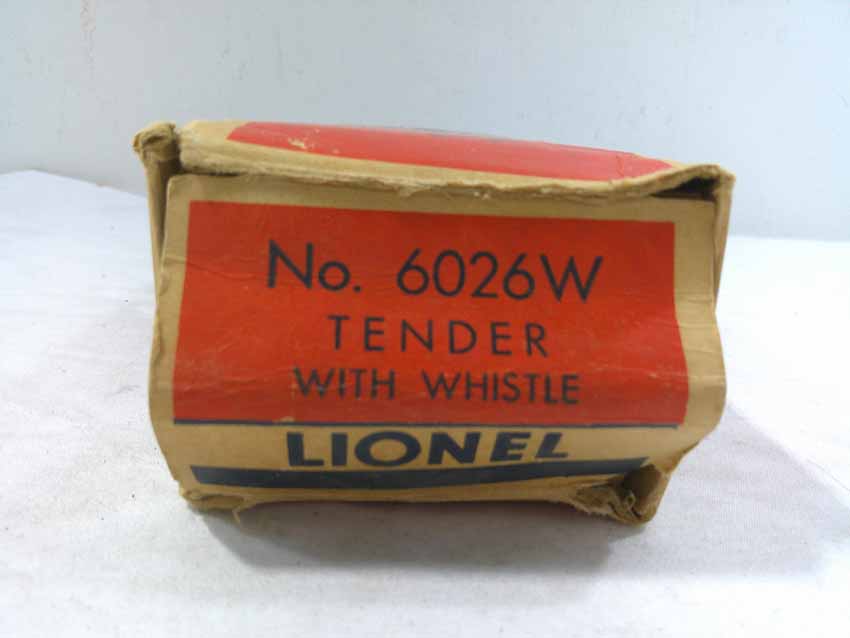 No. 6026W
TENDER
WITH WHISTLE
LIONEL